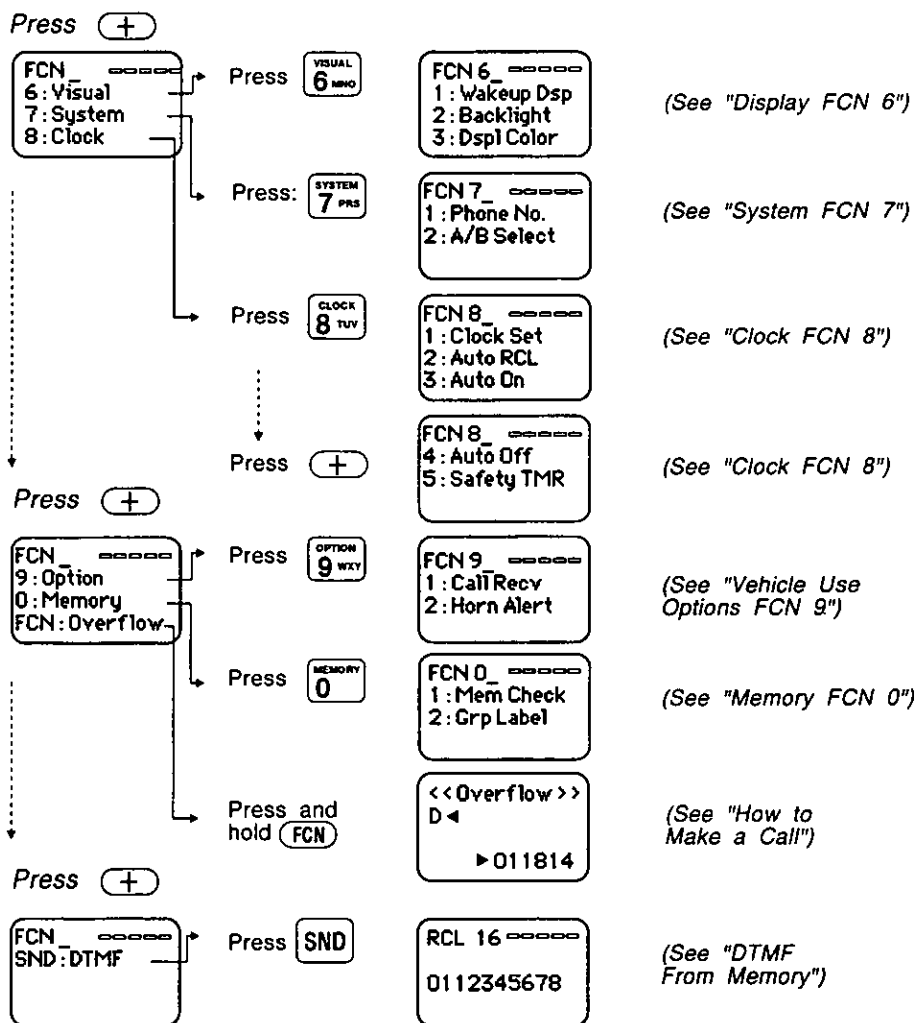 Press +
FCN_
6:Visual
7:System
8:Clock
Press VISUAL 6 MNO
FCN 6_
1:Wakeup Dsp
2:Backlight
3:Dspl Color
(See "Display FCN 6")
Press: SYSTEM 7 PRS
FCN 7_
1:Phone No.
2:A/B Select
(See "System FCN 7")
Press CLOCK 8 TUV
FCN 8_
1:Clock Set
2:Auto RCL
3:Auto On
(See "Clock FCN 8")
Press +
FCN 8_
4:Auto Off
5:Safety TMR
(See "Clock FCN 8")
Press +
FCN_
9:Option
0:Memory
FCN:Overflow
Press OPTION 9 WXY
FCN 9_
1:Call Recv
2:Horn Alert
(See "Vehicle Use
Options FCN 9")
Press MEMORY 0
FCN 0_
1:Mem Check
2:Grp Label
(See "Memory FCN 0")
Press and
hold FCN
<<Overflow>>
D◄
►011814
(See "How to
Make a Call")
Press +
FCN_
SND:DTMF
Press SND
RCL 16
0112345678
(See "DTMF
From Memory")